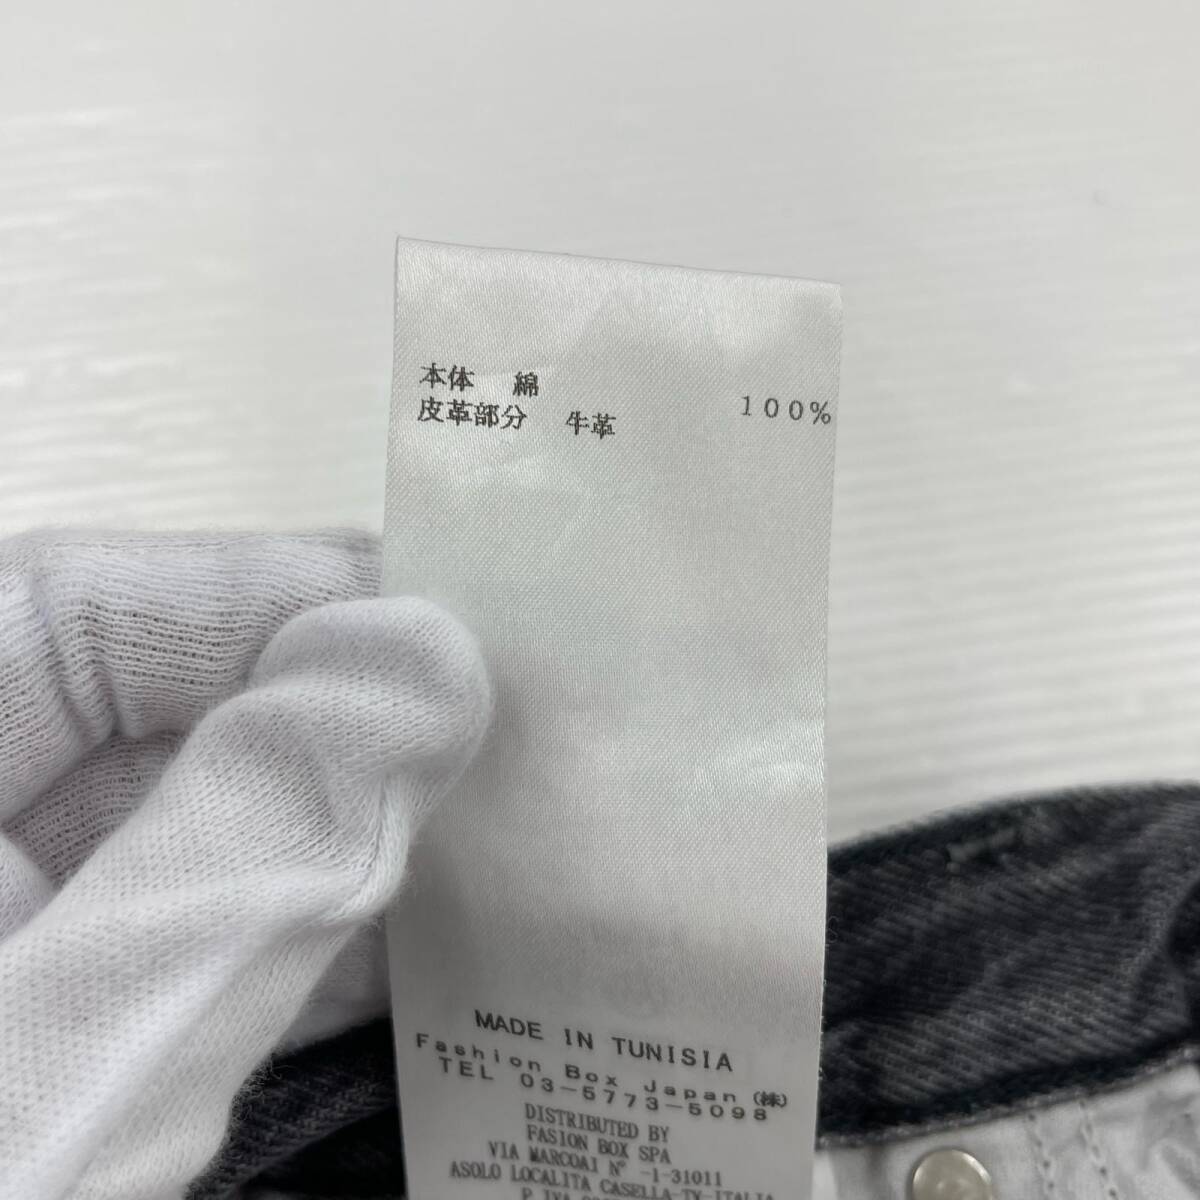 本体 綿 100%
皮革部分 牛革
MADE IN TUNISIA
Fashion Box Japan(株)
TEL 03-5773-5098
DISTRIBUTED BY
FASION BOX SPA
VIA MARCOAI N° -1-31011
ASOLO LOCALITA CASELLA-TV-ITALIA
P.IVA